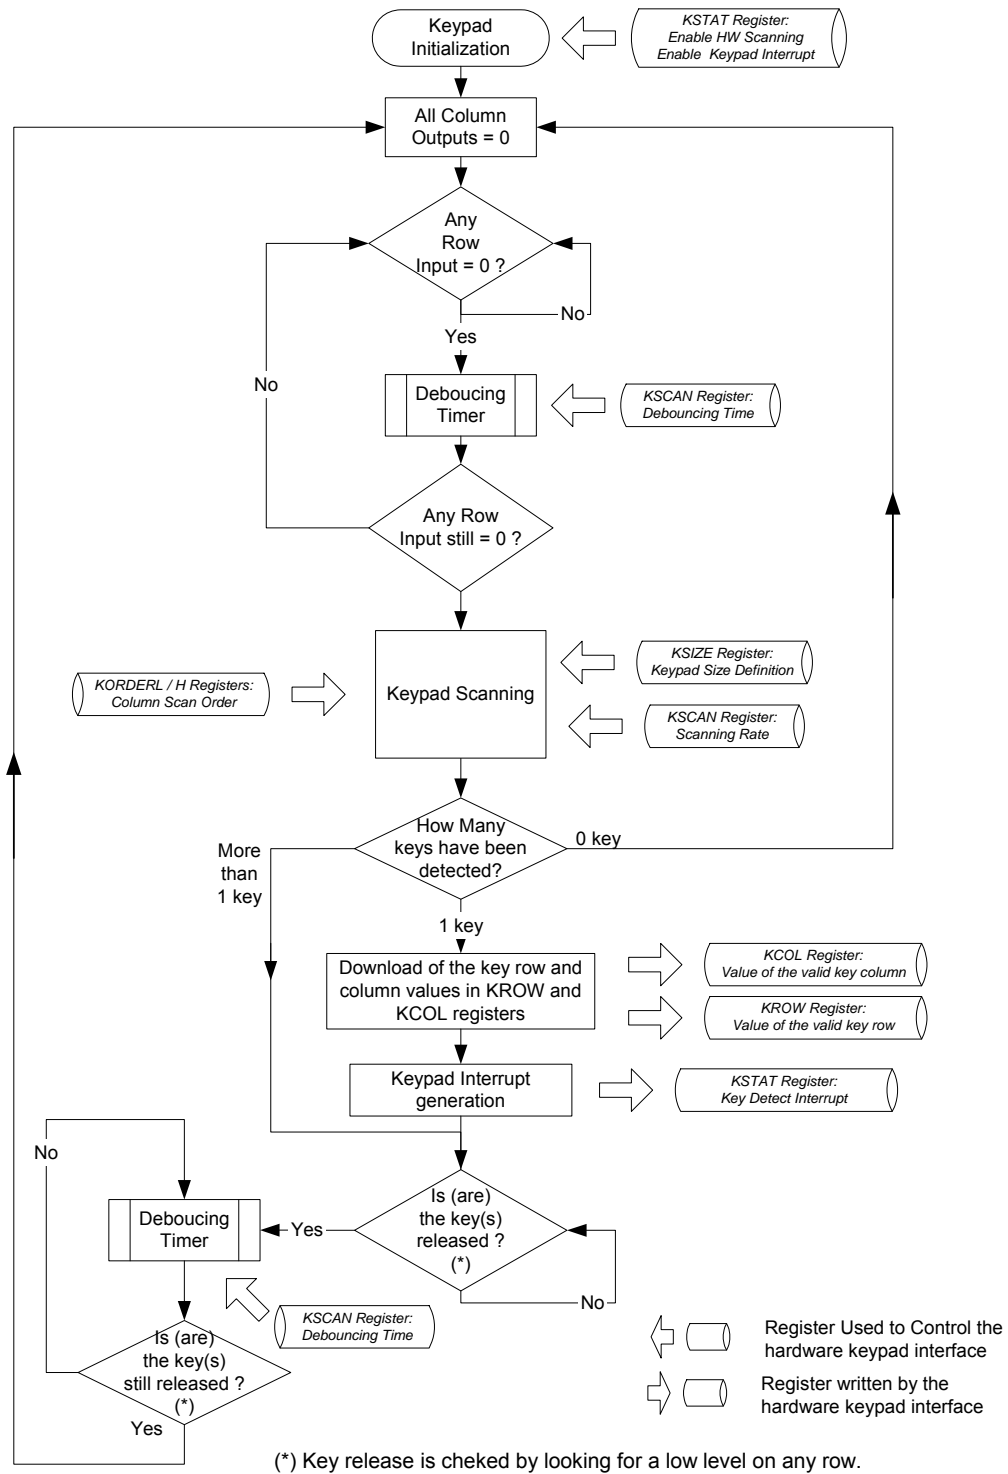 Keypad
Initialization
KSTAT Register:
Enable HW Scanning
Enable  Keypad Interrupt
All Column
Outputs = 0
Any
Row
Input = 0 ?
No
Yes
No
Deboucing
Timer
KSCAN Register:
Debouncing Time
Any Row
Input still = 0 ?
KSIZE Register:
Keypad Size Definition
KORDERL / H Registers:
Column Scan Order
Keypad Scanning
KSCAN Register:
Scanning Rate
How Many
keys have been
detected?
0 key
More
than
1 key
1 key
Download of the key row and
column values in KROW and
KCOL registers
KCOL Register:
Value of the valid key column
KROW Register:
Value of the valid key row
Keypad Interrupt
generation
KSTAT Register:
Key Detect Interrupt
No
Is (are)
the key(s)
released ?
(*)
Yes
Deboucing
Timer
No
KSCAN Register:
Debouncing Time
Is (are)
the key(s)
still released ?
(*)
Yes
Register Used to Control the
hardware keypad interface
Register written by the
hardware keypad interface
(*) Key release is cheked by looking for a low level on any row.